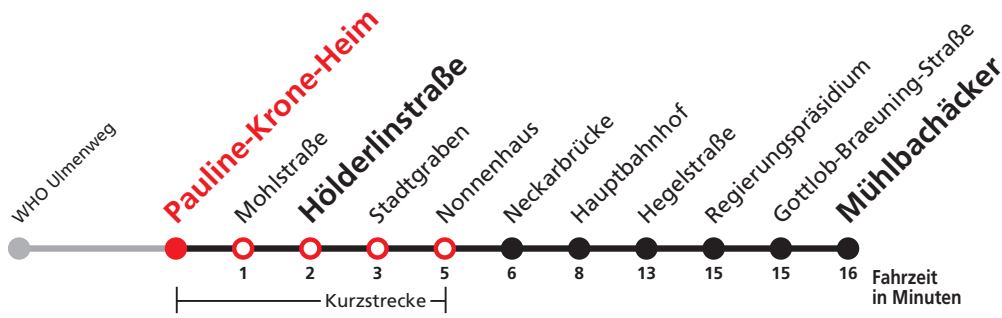 WHO Ulmenweg
Pauline-Krone-Heim
Mohlstraße
Hölderlinstraße
Stadtgraben
Nonnenhaus
Neckarbrücke
Hauptbahnhof
Hegelstraße
Regierungspräsidium
Gottlob-Braeuning-Straße
Mühlbachäcker
1 2 3 5 6 8 13 15 15 16
Fahrzeit
in Minuten
Kurzstrecke